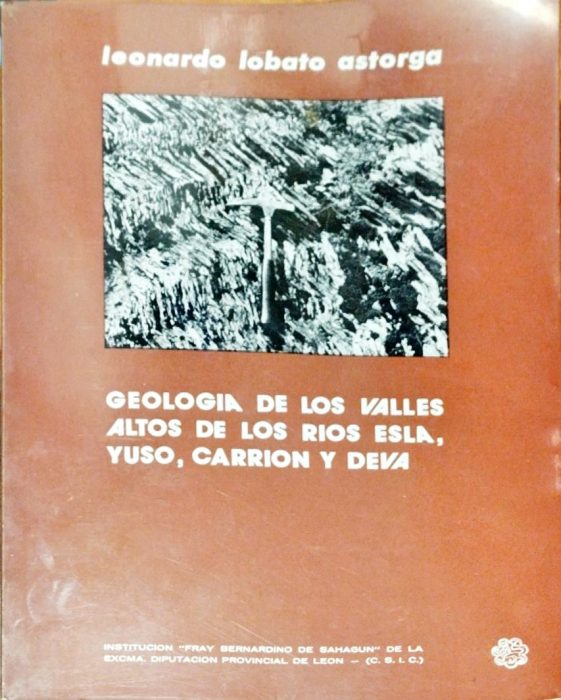 leonardo lobato astorga
GEOLOGIA DE LOS VALLES
ALTOS DE LOS RIOS ESLA,
YUSO, CARRION Y DEVA
INSTITUCION "FRAY BERNARDINO DE SAHAGUN" DE LA
EXCMA. DIPUTACION PROVINCIAL DE LEON — (C. S. I. C.)